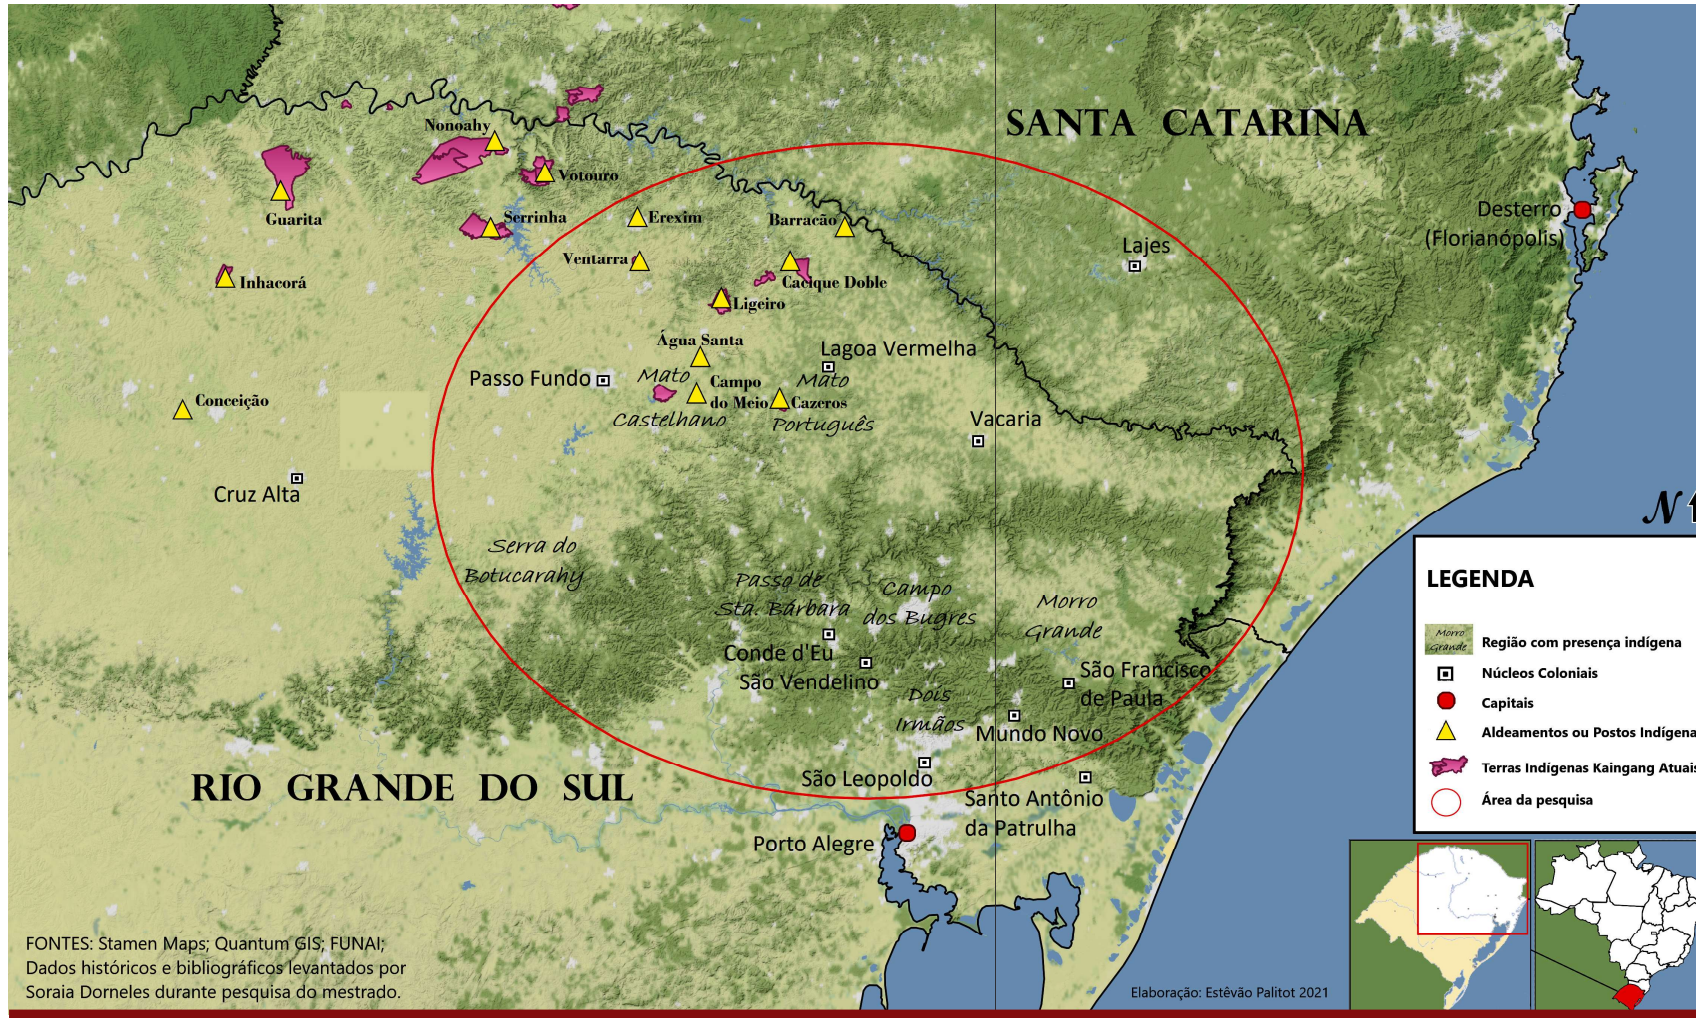 SANTA CATARINA
Nonoahy
Votouro
Guarita
Serrinha
Erexim
Barracão
Desterro
(Florianópolis)
Lajes
Ventarra
Inhacorá
Cacique Doble
Ligeiro
Água Santa
Lagoa Vermelha
Passo Fundo
Mato
Castelhano
Campo
do Meio
Mato
Português
Cazeros
Conceição
Vacaria
Cruz Alta
Serra do
Botucarahy
Passo de
Sta. Bárbara
Campo
dos Bugres
Morro
Grande
Conde d'Eu
São Vendelino
São Francisco
de Paula
Dois
Irmãos
Mundo Novo
RIO GRANDE DO SUL
São Leopoldo
Santo Antônio
da Patrulha
Porto Alegre
N
LEGENDA
Morro
Grande
Região com presença indígena
Núcleos Coloniais
Capitais
Aldeamentos ou Postos Indígena
Terras Indígenas Kaingang Atuais
Área da pesquisa
FONTES: Stamen Maps; Quantum GIS; FUNAI;
Dados históricos e bibliográficos levantados por
Soraia Dorneles durante pesquisa do mestrado.
Elaboração: Estêvão Palitot 2021